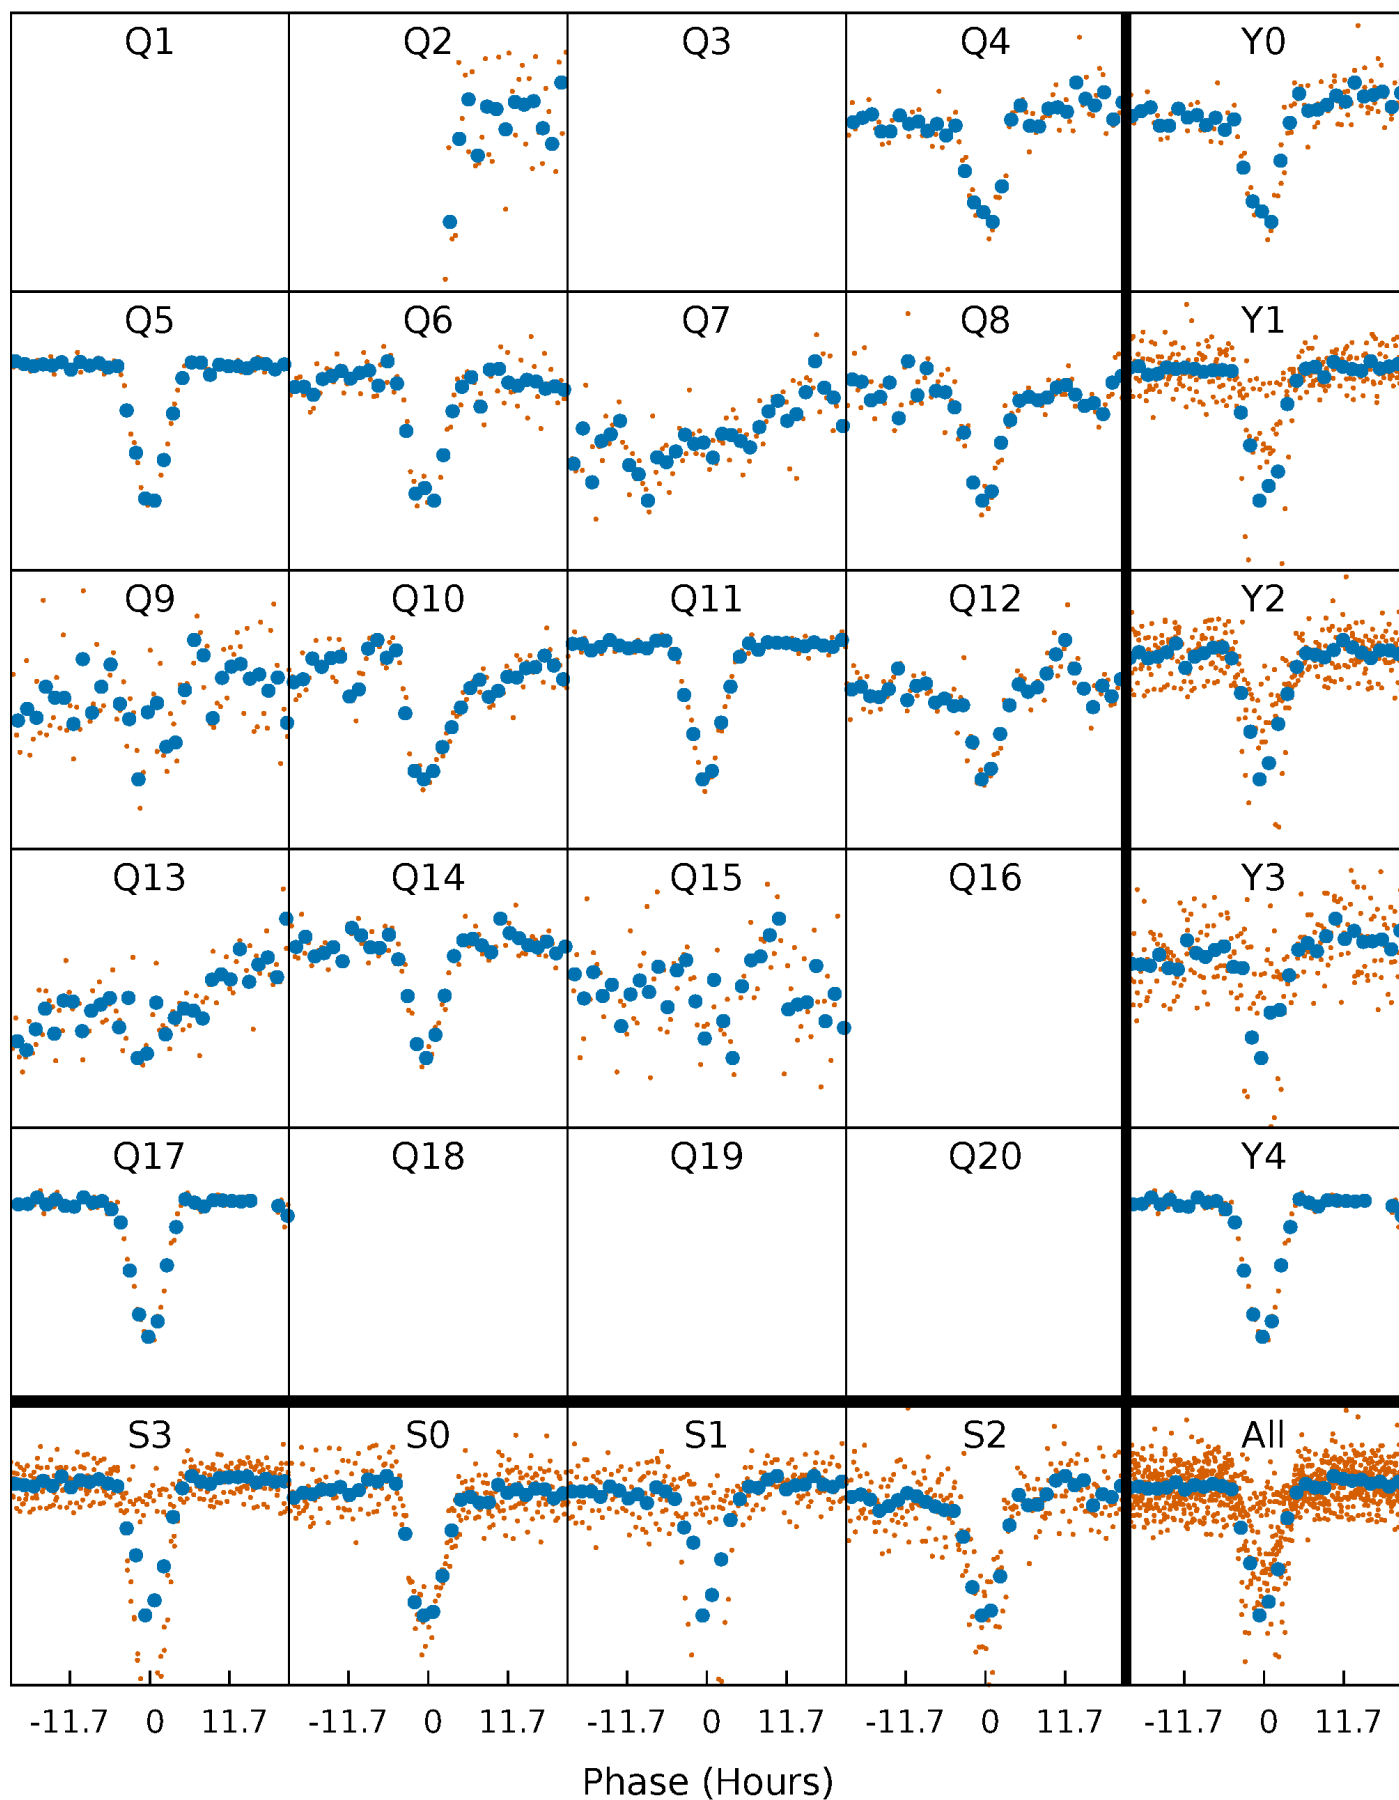 Q1 Q2 Q3 Q4 Y0
Q5 Q6 Q7 Q8 Y1
Q9 Q10 Q11 Q12 Y2
Q13 Q14 Q15 Q16 Y3
Q17 Q18 Q19 Q20 Y4
S3 S0 S1 S2 All
-11.7 0 11.7 -11.7 0 11.7 -11.7 0 11.7 -11.7 0 11.7 -11.7 0 11.7
Phase (Hours)